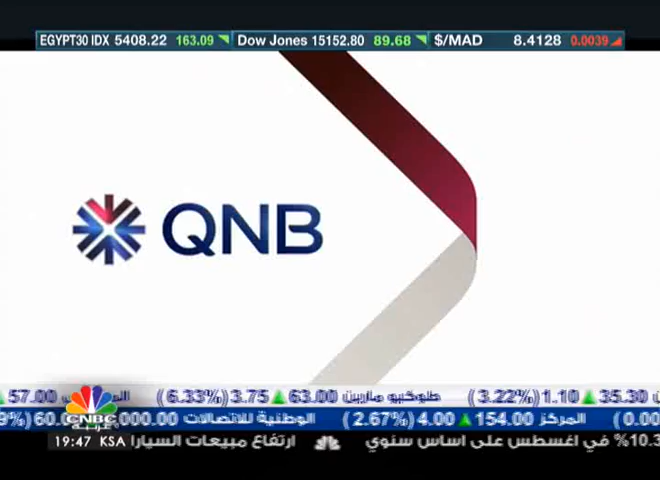 EGYPT30 IDX 5408.22 163.09 Dow Jones 15152.80 89.68 $/MAD 8.4128 0.0039
QNB
57.00 (6.33%) 3.75 63.00 طوكيو مارين (3.22%) 1.10 35.30
9%) 60. 000.00 الوطنية للاتصالات (2.67%) 4.00 154.00 المركز (0.00
CNBC
عربية
19:47 KSA ارتفاع مبيعات السيارا %10.3 في اغسطس على اساس سنوي